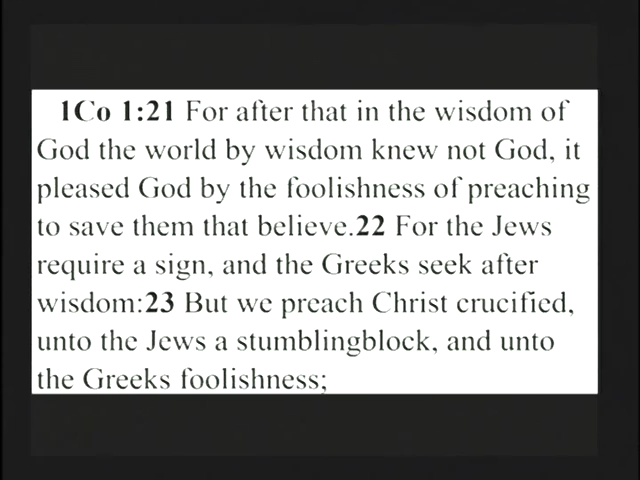 1Co 1:21 For after that in the wisdom of
God the world by wisdom knew not God, it
pleased God by the foolishness of preaching
to save them that believe.22 For the Jews
require a sign, and the Greeks seek after
wisdom:23 But we preach Christ crucified,
unto the Jews a stumblingblock, and unto
the Greeks foolishness;